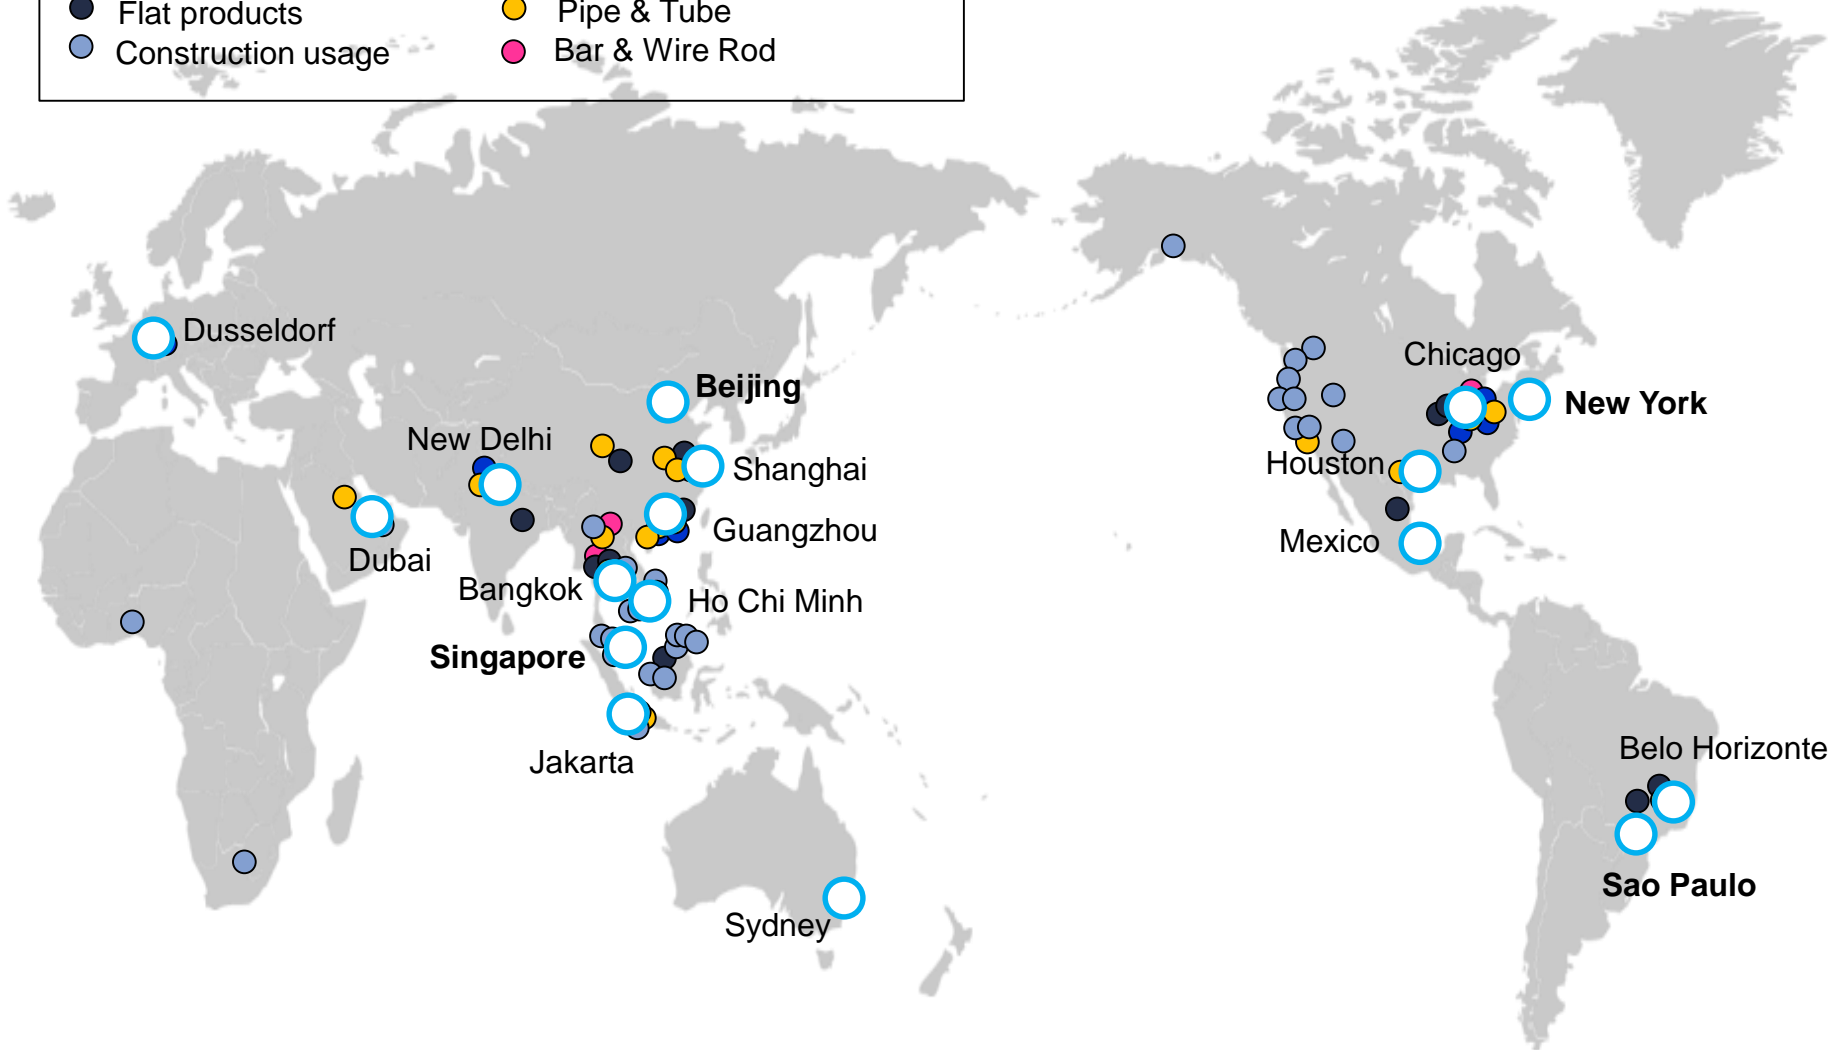 Flat products
Pipe & Tube
Construction usage
Bar & Wire Rod
Dusseldorf
Chicago
Beijing
New York
New Delhi
Shanghai
Houston
Guangzhou
Mexico
Dubai
Bangkok
Ho Chi Minh
Singapore
Jakarta
Belo Horizonte
Sao Paulo
Sydney